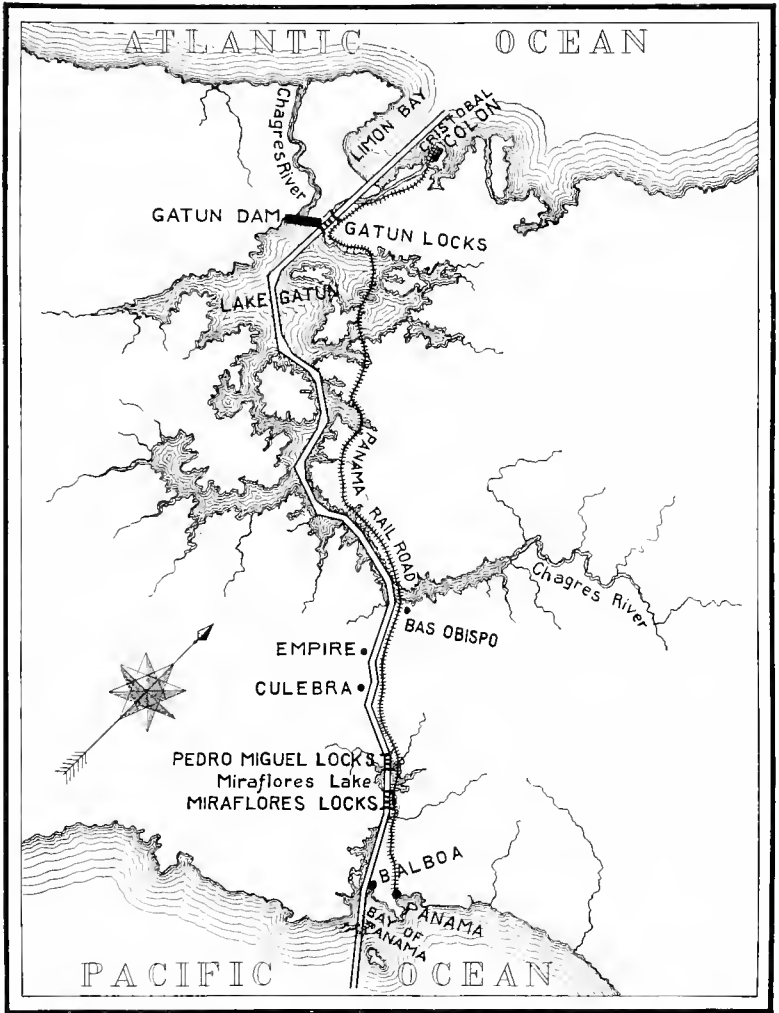 ATLANTIC OCEAN
Chagres River
LIMON BAY
CRISTOBAL
COLON
GATUN DAM
GATUN LOCKS
LAKE GATUN
PANAMA RAIL ROAD
Chagres River
BAS OBISPO
EMPIRE
CULEBRA
PEDRO MIGUEL LOCKS
Miraflores Lake
MIRAFLORES LOCKS
BALBOA
PANAMA
BAY OF
PANAMA
PACIFIC OCEAN